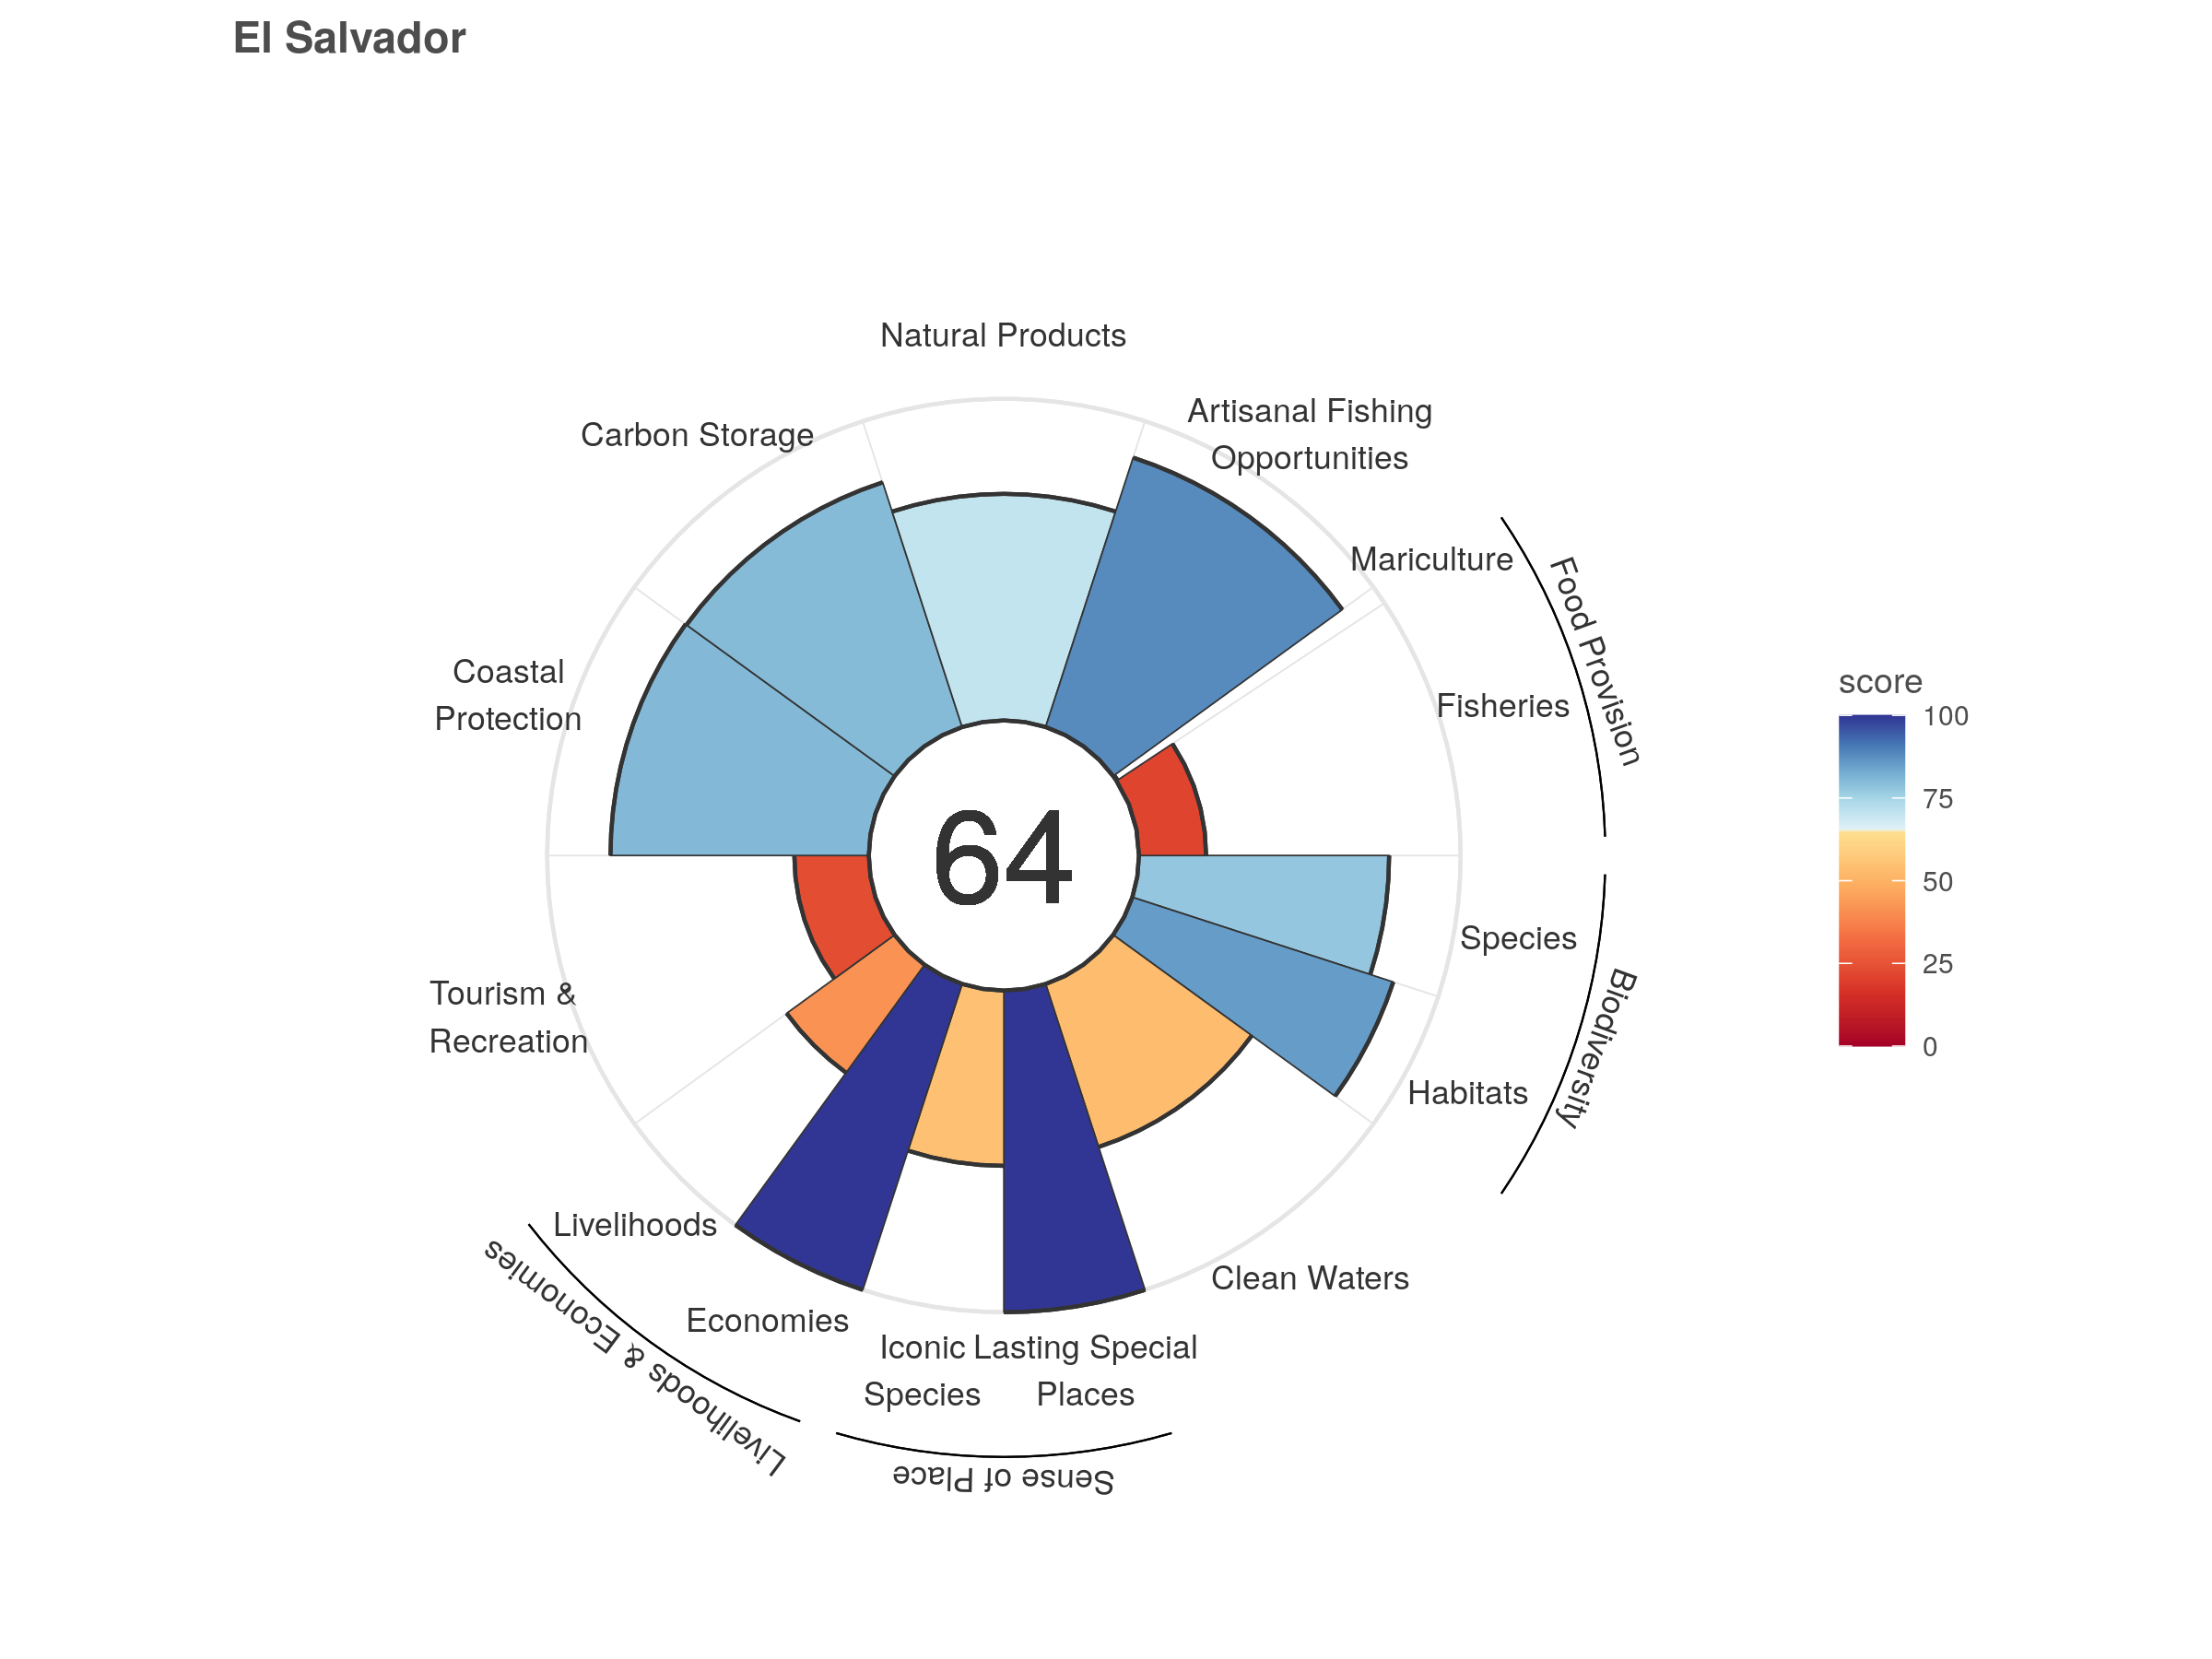 El Salvador
Natural Products
Artisanal Fishing
Opportunities
Carbon Storage
Mariculture
Food Provision
Fisheries
Coastal
Protection
64
Species
Biodiversity
Habitats
Tourism &
Recreation
Clean Waters
Livelihoods
Livelihoods & Economies
Economies
Iconic
Species
Lasting Special
Places
Sense of Place
score
100
75
50
25
0